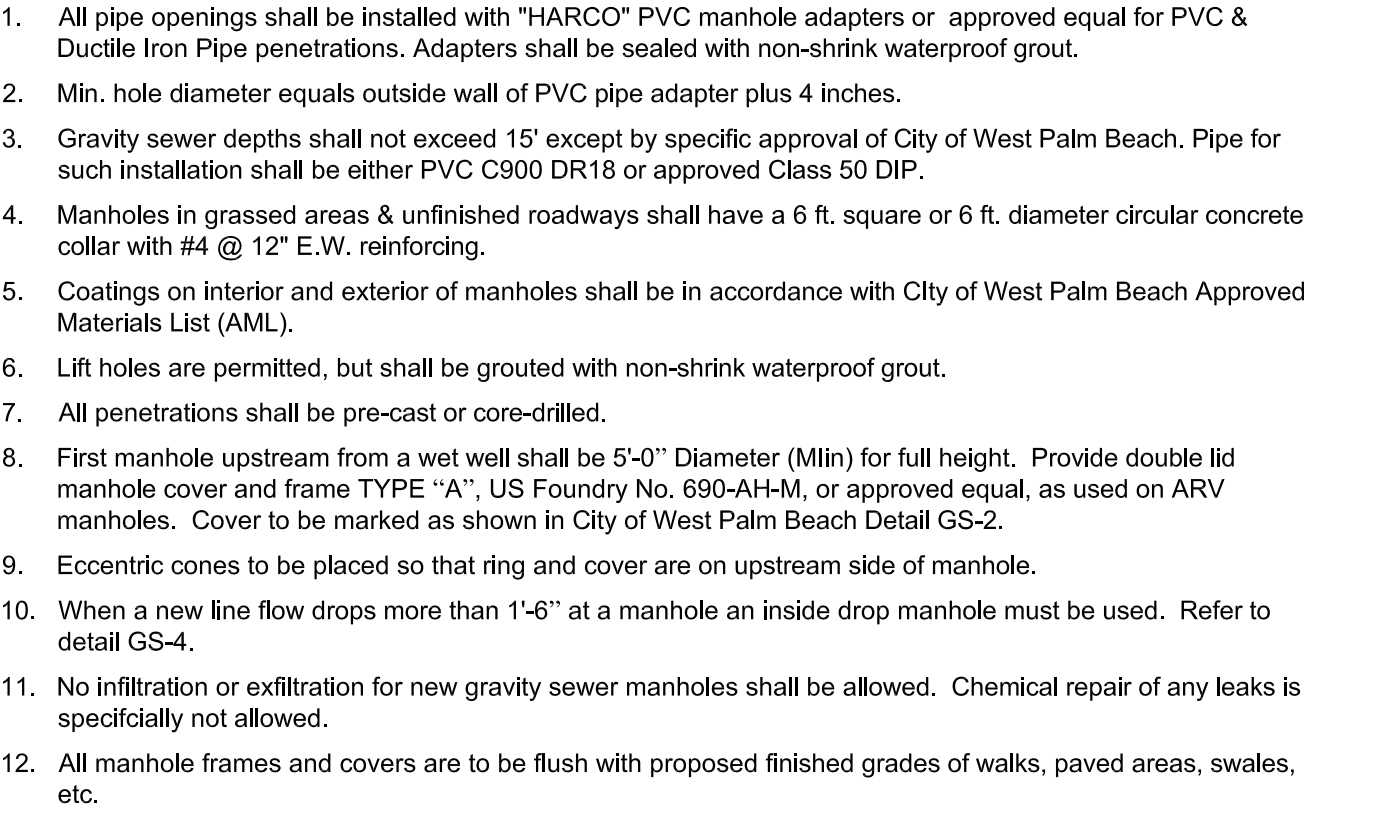 1. All pipe openings shall be installed with "HARCO" PVC manhole adapters or approved equal for PVC &
Ductile Iron Pipe penetrations. Adapters shall be sealed with non-shrink waterproof grout.
2. Min. hole diameter equals outside wall of PVC pipe adapter plus 4 inches.
3. Gravity sewer depths shall not exceed 15' except by specific approval of City of West Palm Beach. Pipe for
such installation shall be either PVC C900 DR18 or approved Class 50 DIP.
4. Manholes in grassed areas & unfinished roadways shall have a 6 ft. square or 6 ft. diameter circular concrete
collar with #4 @ 12" E.W. reinforcing.
5. Coatings on interior and exterior of manholes shall be in accordance with CIty of West Palm Beach Approved
Materials List (AML).
6. Lift holes are permitted, but shall be grouted with non-shrink waterproof grout.
7. All penetrations shall be pre-cast or core-drilled.
8. First manhole upstream from a wet well shall be 5'-0” Diameter (MIin) for full height. Provide double lid
manhole cover and frame TYPE “A”, US Foundry No. 690-AH-M, or approved equal, as used on ARV
manholes. Cover to be marked as shown in City of West Palm Beach Detail GS-2.
9. Eccentric cones to be placed so that ring and cover are on upstream side of manhole.
10. When a new line flow drops more than 1'-6” at a manhole an inside drop manhole must be used. Refer to
detail GS-4.
11. No infiltration or exfiltration for new gravity sewer manholes shall be allowed. Chemical repair of any leaks is
specifcially not allowed.
12. All manhole frames and covers are to be flush with proposed finished grades of walks, paved areas, swales,
etc.